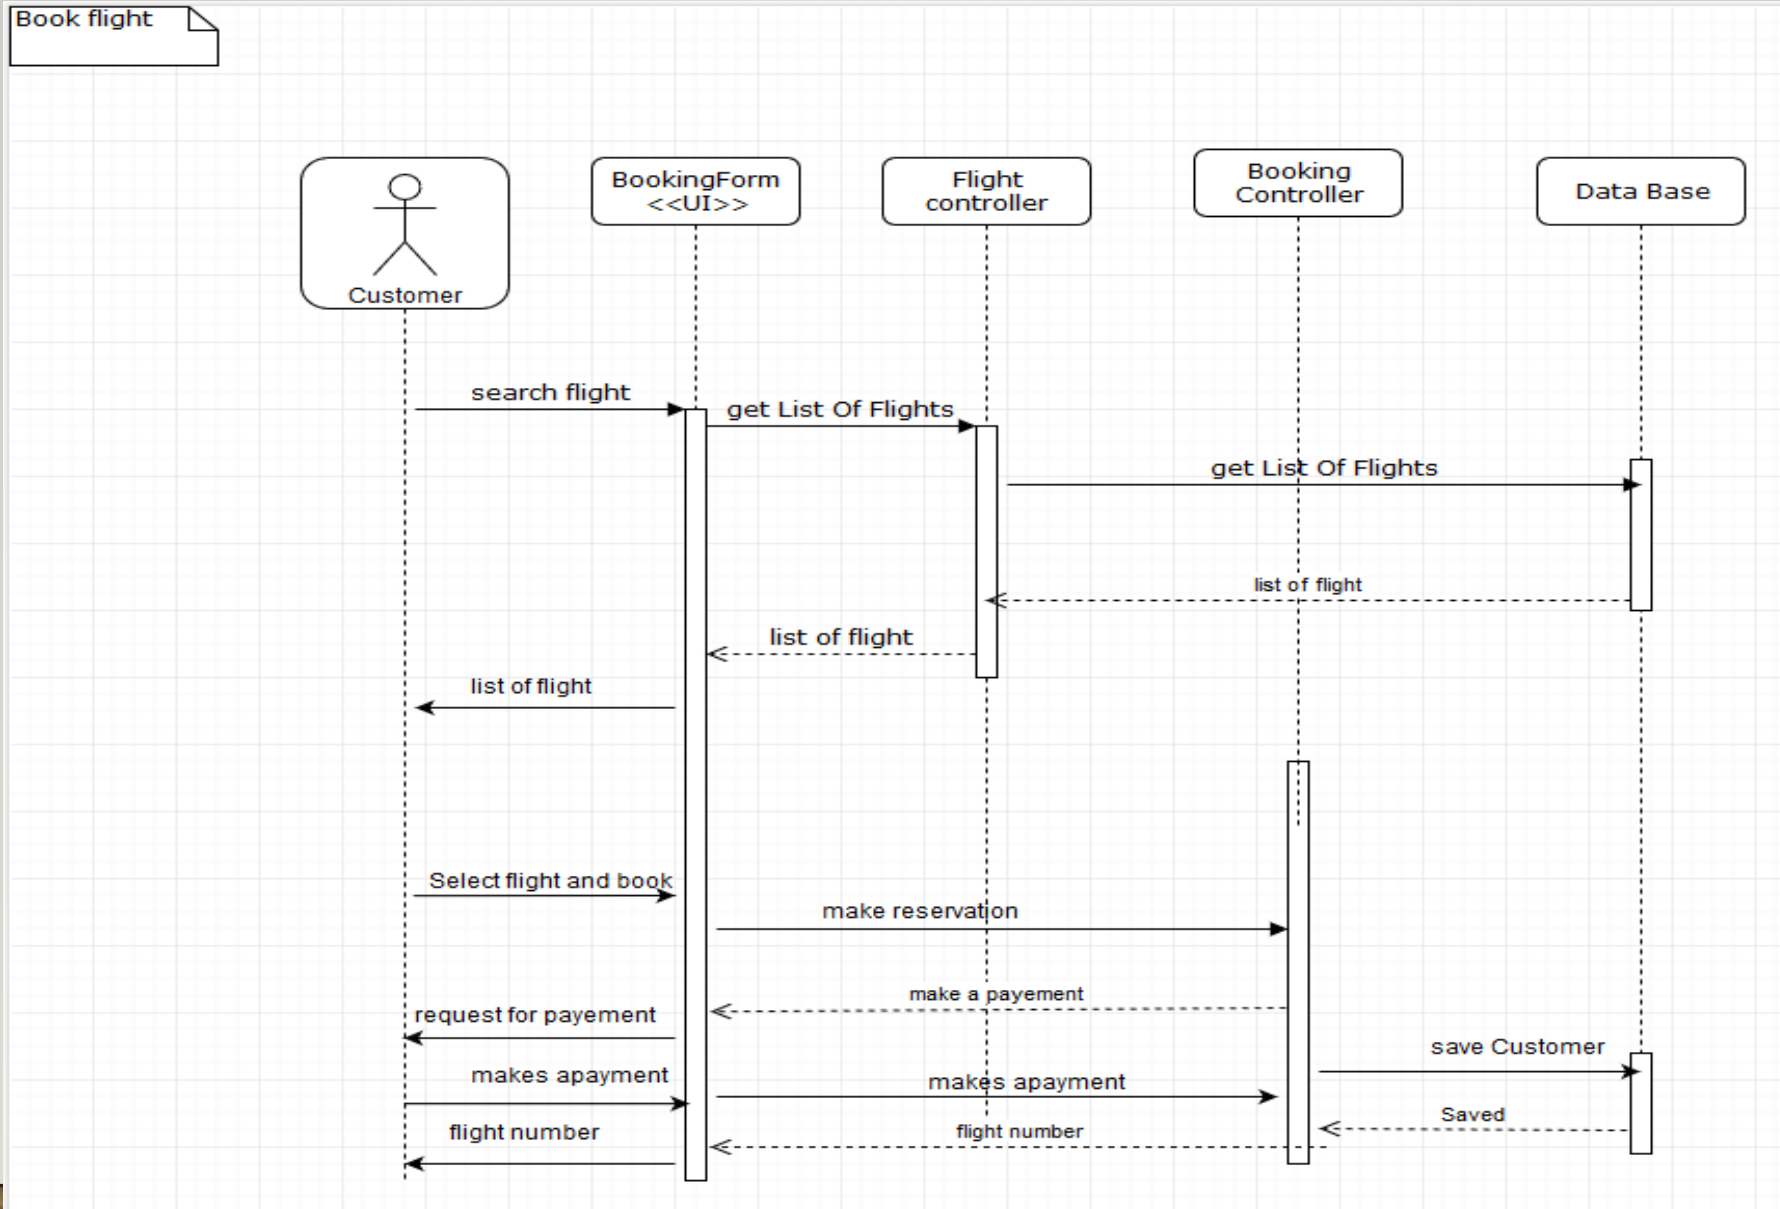 Book flight
Customer
BookingForm
<<UI>>
Flight
controller
Booking
Controller
Data Base
search flight
get List Of Flights
get List Of Flights
list of flight
list of flight
list of flight
Select flight and book
make reservation
make a payement
request for payement
save Customer
makes apayment
makes apayment
Saved
flight number
flight number